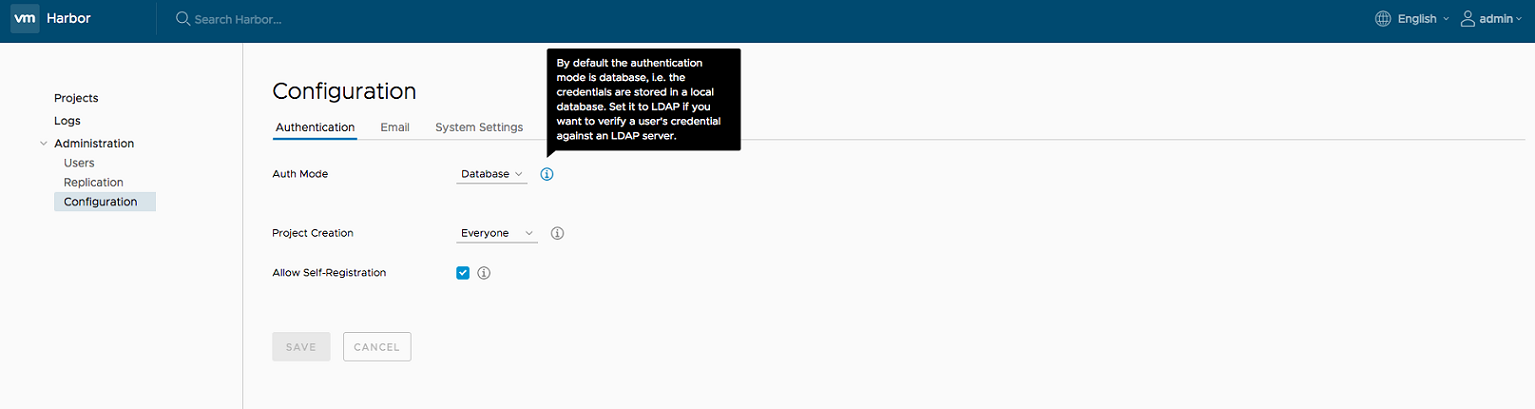 vm Harbor
Search Harbor...
English
admin
By default the authentication
mode is database, i.e. the
credentials are stored in a local
database. Set it to LDAP if you
want to verify a user's credential
against an LDAP server.
Projects
Logs
Administration
Users
Replication
Configuration
Configuration
Authentication Email System Settings
Auth Mode Database
Project Creation Everyone
Allow Self-Registration
SAVE CANCEL